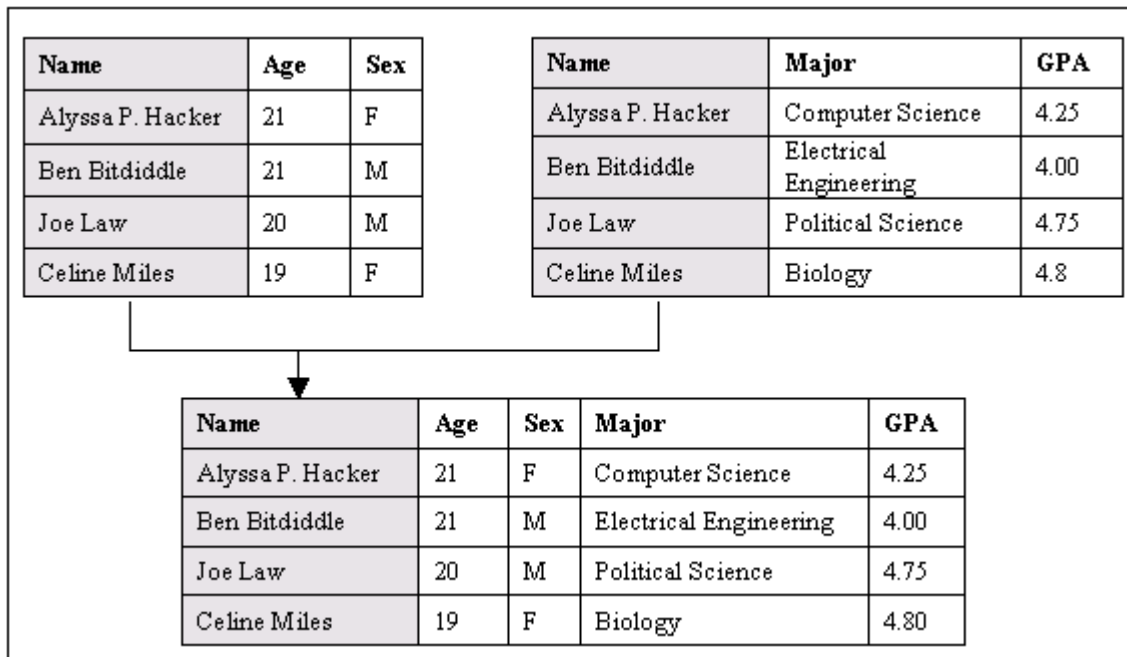 Name Age Sex
Alyssa P. Hacker 21 F
Ben Bitdiddle 21 M
Joe Law 20 M
Celine Miles 19 F
Name Major GPA
Alyssa P. Hacker Computer Science 4.25
Ben Bitdiddle Electrical Engineering 4.00
Joe Law Political Science 4.75
Celine Miles Biology 4.8
Name Age Sex Major GPA
Alyssa P. Hacker 21 F Computer Science 4.25
Ben Bitdiddle 21 M Electrical Engineering 4.00
Joe Law 20 M Political Science 4.75
Celine Miles 19 F Biology 4.80